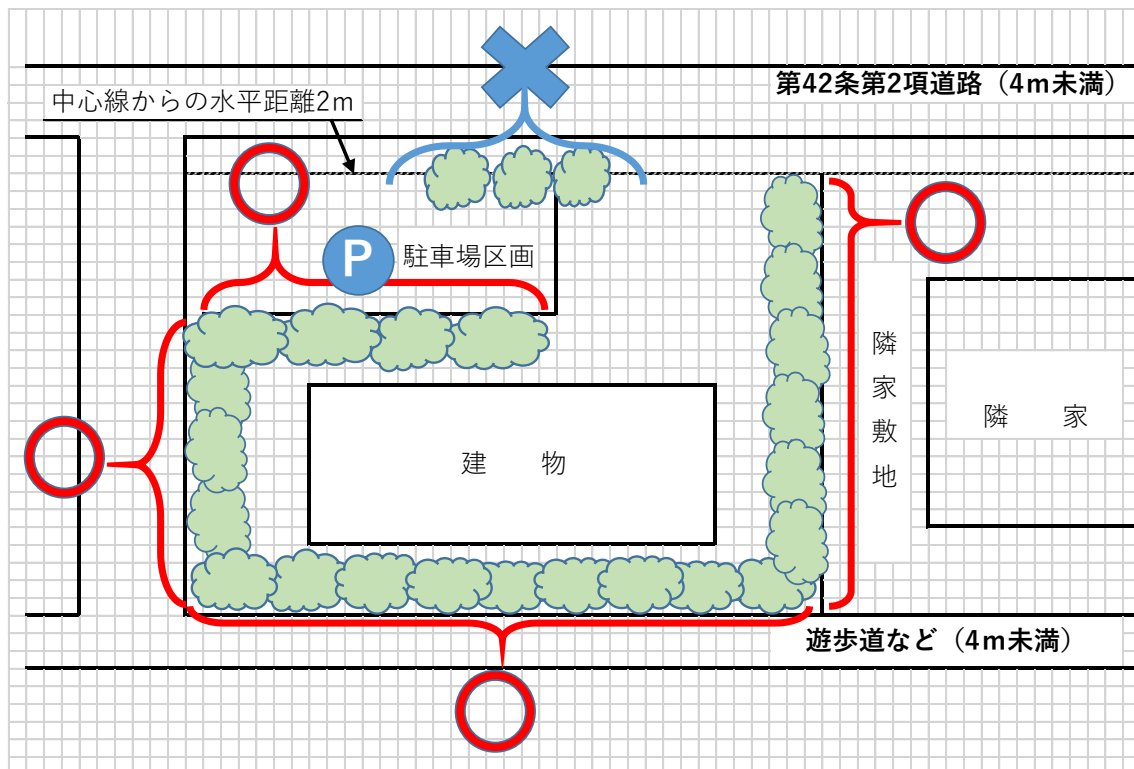 第42条第2項道路（4m未満）
中心線からの水平距離2m
P
駐車場区画
隣家敷地
隣　家
建　物
遊歩道など（4m未満）